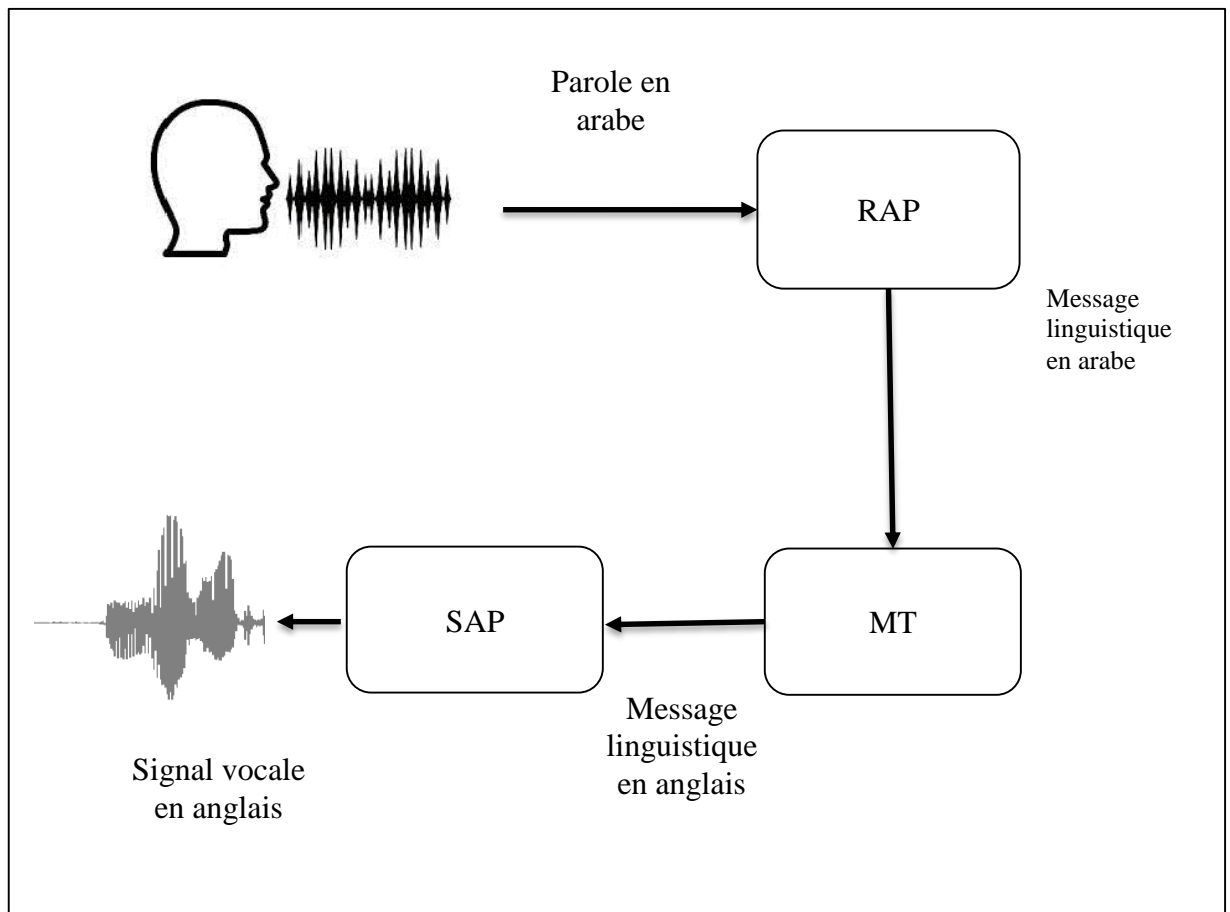 Parole en
arabe
RAP
Message
linguistique
en arabe
MT
SAP
Message
linguistique
en anglais
Signal vocale
en anglais